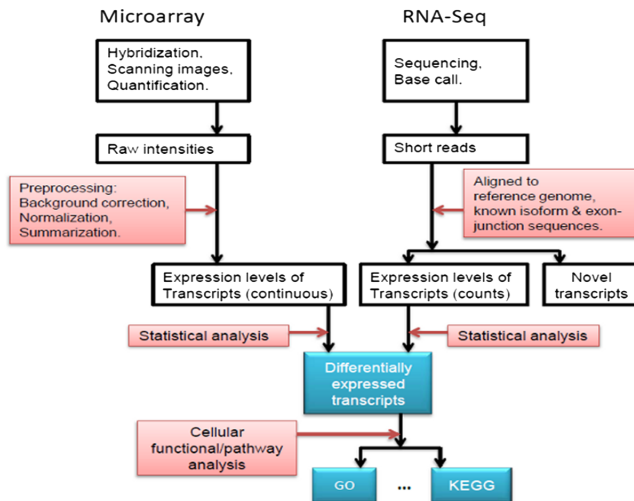 Microarray
RNA-Seq
Hybridization,
Scanning images,
Quantification.
Sequencing,
Base call.
Raw intensities
Short reads
Preprocessing:
Background correction,
Normalization,
Summarization.
Aligned to
reference genome,
known isoform & exon-
junction sequences.
Expression levels of
Transcripts (continuous)
Expression levels of
Transcripts (counts)
Novel
transcripts
Statistical analysis
Statistical analysis
Differentially
expressed
transcripts
Cellular
functional/pathway
analysis
GO
...
KEGG